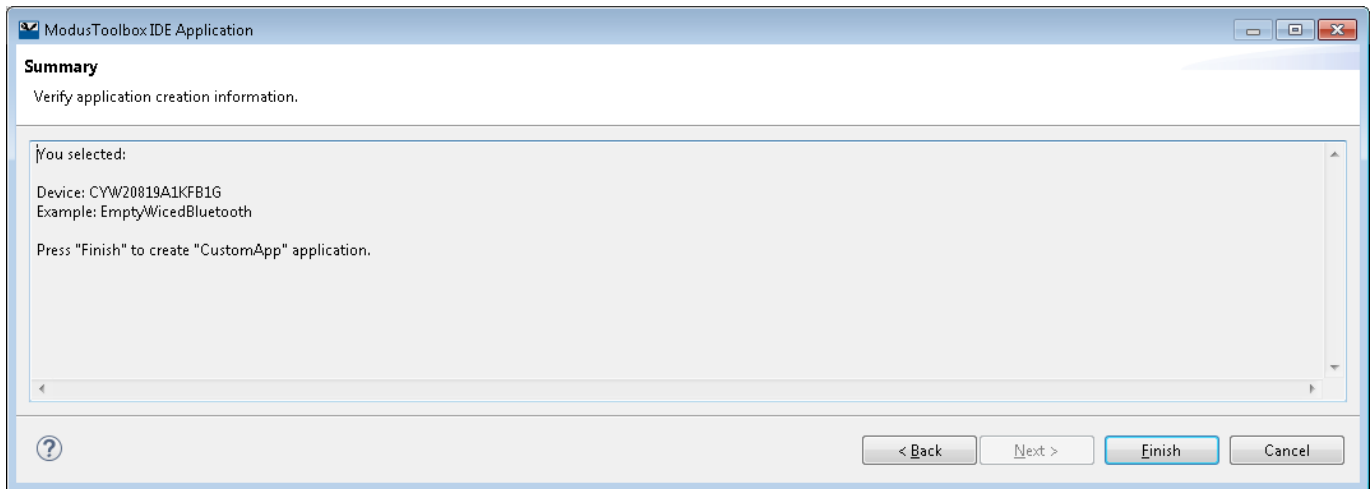 ModusToolbox IDE Application
Summary
Verify application creation information.
You selected:
Device: CYW20819A1KFB1G
Example: EmptyWicedBluetooth
Press "Finish" to create "CustomApp" application.
< Back
Next >
Finish
Cancel